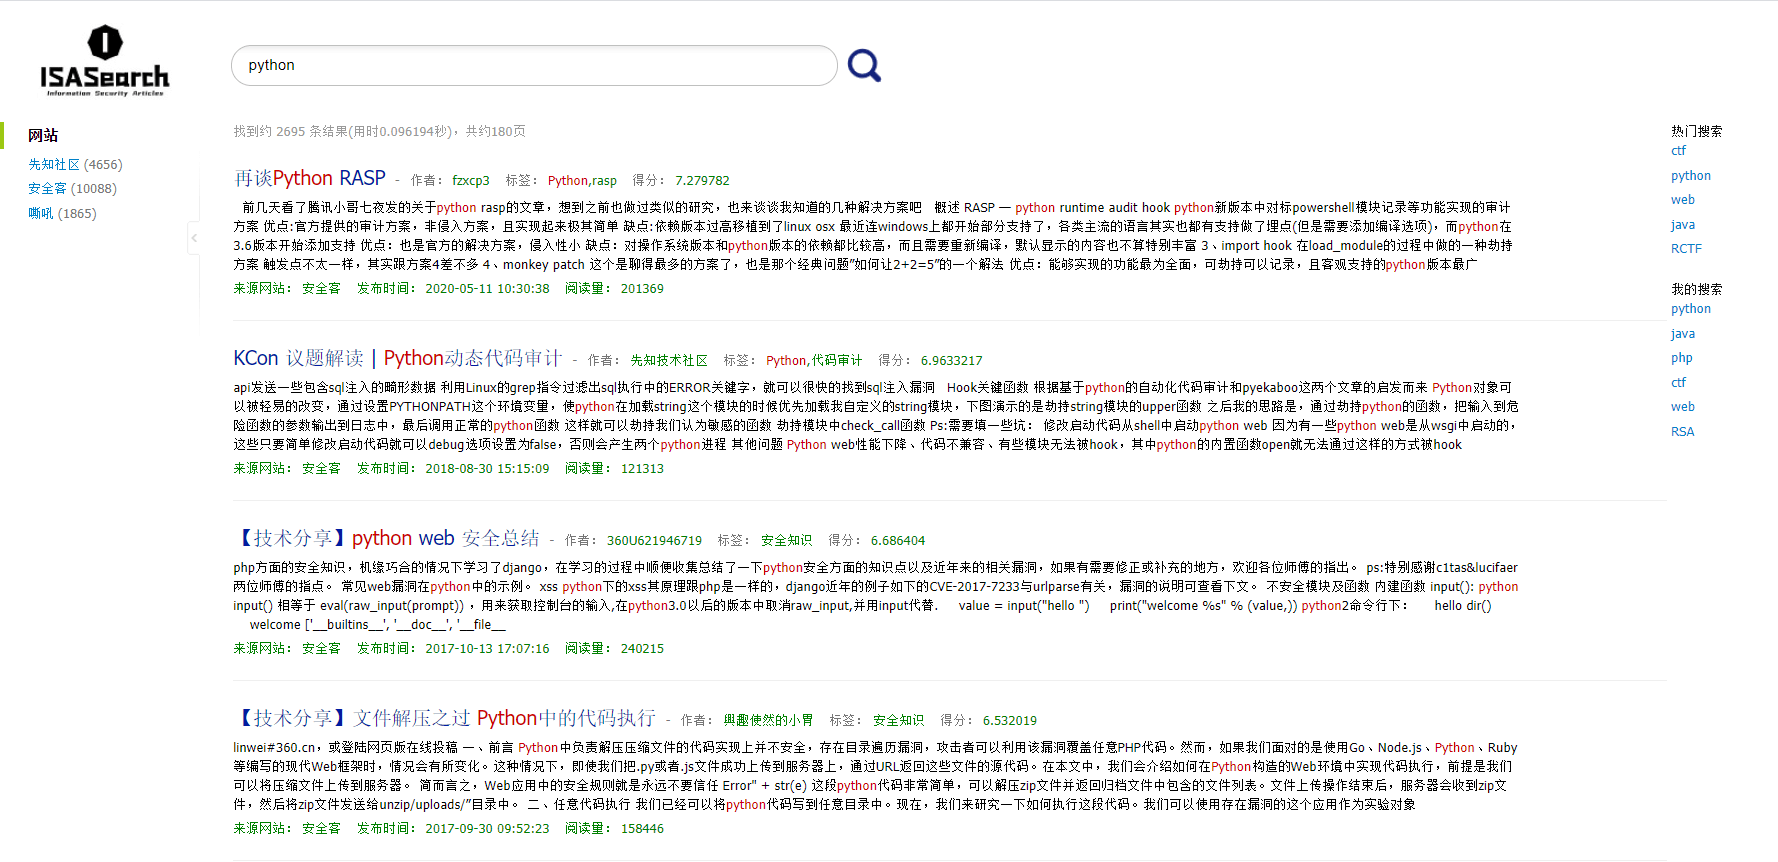 ISASearch
Information Security Articles
python
网站
先知社区 (4656)
安全客 (10088)
嘶吼 (1865)
找到约 2695 条结果(用时0.096194秒)，共约180页
再谈Python RASP - 作者： fzxcp3 标签： Python,rasp 得分： 7.279782
前几天看了腾讯小哥七夜发的关于python rasp的文章，想到之前也做过类似的研究，也来谈谈我知道的几种解决方案吧 概述 RASP — python runtime audit hook python新版本中对标powershell模块记录等功能实现的审计
方案 优点:官方提供的审计方案，非侵入方案，且实现起来极其简单 缺点:依赖版本过高移植到了linux osx 最近连windows上都开始部分支持了，各类主流的语言其实也都有支持做了埋点(但是需要添加编译选项)，而python在
3.6版本开始添加支持 优点：也是官方的解决方案，侵入性小 缺点：对操作系统版本和python版本的依赖都比较高，而且需要重新编译，默认显示的内容也不算特别丰富 3、import hook 在load_module的过程中做的一种劫持
方案 触发点不太一样，其实跟方案4差不多 4、monkey patch 这个是聊得最多的方案了，也是那个经典问题”如何让2+2=5”的一个解法 优点：能够实现的功能最为全面，可劫持可以记录，且客观支持的python版本最广
来源网站： 安全客 发布时间： 2020-05-11 10:30:38 阅读量： 201369
KCon 议题解读 | Python动态代码审计 - 作者： 先知技术社区 标签： Python,代码审计 得分： 6.9633217
api发送一些包含sql注入的畸形数据 利用Linux的grep指令过滤出sql执行中的ERROR关键字，就可以很快的找到sql注入漏洞 Hook关键函数 根据基于python的自动化代码审计和pyekaboo这两个文章的启发而来 Python对象可
以被轻易的改变，通过设置PYTHONPATH这个环境变量，使python在加载string这个模块的时候优先加载我自定义的string模块，下图演示的是劫持string模块的upper函数 之后我的思路是，通过劫持python的函数，把输入到危
险函数的参数输出到日志中，最后调用正常的python函数 这样就可以劫持我们认为敏感的函数 劫持模块中check_call函数 Ps:需要填一些坑： 修改启动代码从shell中启动python web 因为有一些python web是从wsgi中启动的，
这些只要简单修改启动代码就可以debug选项设置为false，否则会产生两个python进程 其他问题 Python web性能下降、代码不兼容、有些模块无法被hook，其中python的内置函数open就无法通过这样的方式被hook
来源网站： 安全客 发布时间： 2018-08-30 15:15:09 阅读量： 121313
【技术分享】python web 安全总结 - 作者： 360U621946719 标签： 安全知识 得分： 6.686404
php方面的安全知识，机缘巧合的情况下学习了django，在学习的过程中顺便收集总结了一下python安全方面的知识点以及近年来的相关漏洞，如果有需要修正或补充的地方，欢迎各位师傅的指出。 ps:特别感谢c1tas&lucifaer
两位师傅的指点。 常见web漏洞在python中的示例。 xss python下的xss其原理跟php是一样的，django近年的例子如下的CVE-2017-7233与urlparse有关，漏洞的说明可查看下文。 不安全模块及函数 内建函数 input(): python
input() 相等于 eval(raw_input(prompt)) ，用来获取控制台的输入,在python3.0以后的版本中取消raw_input,并用input代替. value = input("hello ") print("welcome %s" % (value,)) python2命令行下： hello dir()
welcome ['__builtins__', '__doc__', '__file__
来源网站： 安全客 发布时间： 2017-10-13 17:07:16 阅读量： 240215
【技术分享】文件解压之过 Python中的代码执行 - 作者： 興趣使然的小胃 标签： 安全知识 得分： 6.532019
linwei#360.cn，或登陆网页版在线投稿 一、前言 Python中负责解压压缩文件的代码实现上并不安全，存在目录遍历漏洞，攻击者可以利用该漏洞覆盖任意PHP代码。然而，如果我们面对的是使用Go、Node.js、Python、Ruby
等编写的现代Web框架时，情况会有所变化。这种情况下，即使我们把.py或者.js文件成功上传到服务器上，通过URL返回这些文件的源代码。在本文中，我们会介绍如何在Python构造的Web环境中实现代码执行，前提是我们
可以将压缩文件上传到服务器。 简而言之，Web应用中的安全规则就是永远不要信任 Error" + str(e) 这段python代码非常简单，可以解压zip文件并返回归档文件中包含的文件列表。文件上传操作结束后，服务器会收到zip文
件，然后将zip文件发送给unzip/uploads/”目录中。 二、任意代码执行 我们已经可以将python代码写到任意目录中。现在，我们来研究一下如何执行这段代码。我们可以使用存在漏洞的这个应用作为实验对象
来源网站： 安全客 发布时间： 2017-09-30 09:52:23 阅读量： 158446
热门搜索
ctf
python
web
java
RCTF
我的搜索
python
java
php
ctf
web
RSA